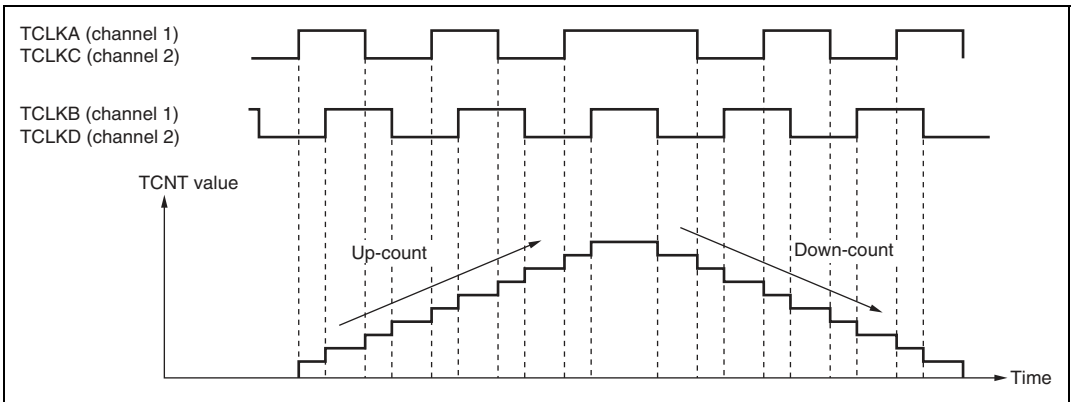 TCLKA (channel 1)
TCLKC (channel 2)
TCLKB (channel 1)
TCLKD (channel 2)
TCNT value
Up-count
Down-count
Time